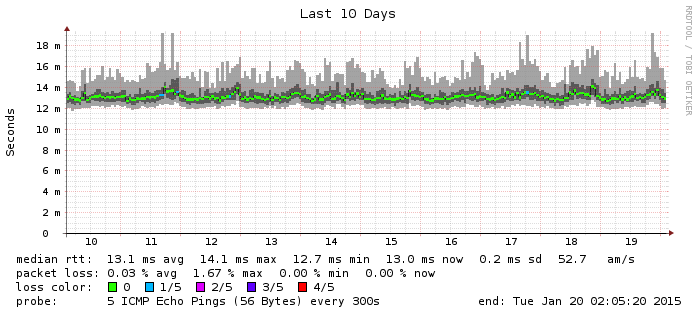 Last 10 Days
RRDTOOL / TOBI OETIKER
Seconds
18 m
16 m
14 m
12 m
10 m
8 m
6 m
4 m
2 m
0
10 11 12 13 14 15 16 17 18 19
median rtt: 13.1 ms avg 14.1 ms max 12.7 ms min 13.0 ms now 0.2 ms sd 52.7 am/s
packet loss: 0.03 % avg 1.67 % max 0.00 % min 0.00 % now
loss color: 0 1/5 2/5 3/5 4/5
probe: 5 ICMP Echo Pings (56 Bytes) every 300s end: Tue Jan 20 02:05:20 2015